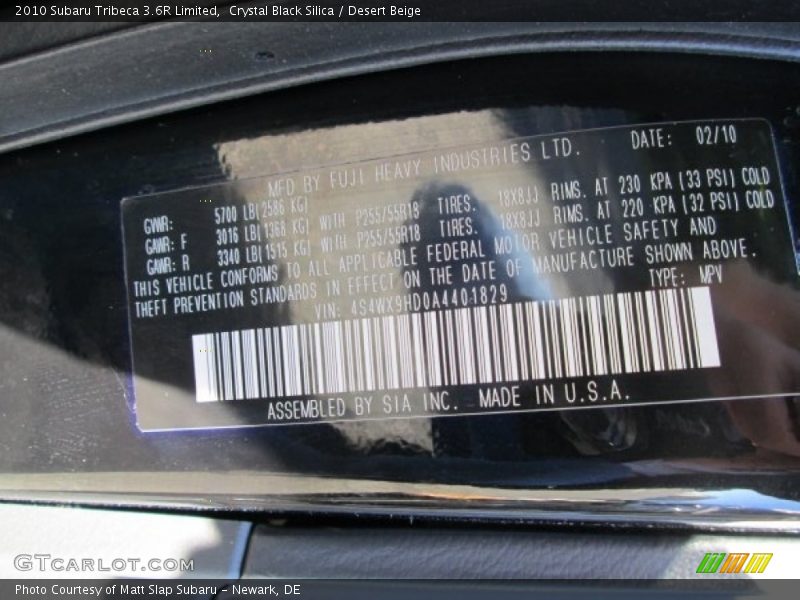 2010 Subaru Tribeca 3.6R Limited, Crystal Black Silica / Desert Beige
MFD BY FUJI HEAVY INDUSTRIES LTD. DATE: 02/10
GVWR: 5700 LB(2586 KG)
GAWR: F 3016 LB(1368 KG) WITH P255/55R18 TIRES. 18X8JJ RIMS. AT 230 KPA (33 PSI) COLD
GAWR: R 3340 LB(1515 KG) WITH P255/55R18 TIRES. 18X8JJ RIMS. AT 220 KPA (32 PSI) COLD
THIS VEHICLE CONFORMS TO ALL APPLICABLE FEDERAL MOTOR VEHICLE SAFETY AND
THEFT PREVENTION STANDARDS IN EFFECT ON THE DATE OF MANUFACTURE SHOWN ABOVE.
VIN: 4S4WX9HD0A4401829 TYPE: MPV
ASSEMBLED BY SIA INC. MADE IN U.S.A.
GTCARLOT.COM
Photo Courtesy of Matt Slap Subaru - Newark, DE